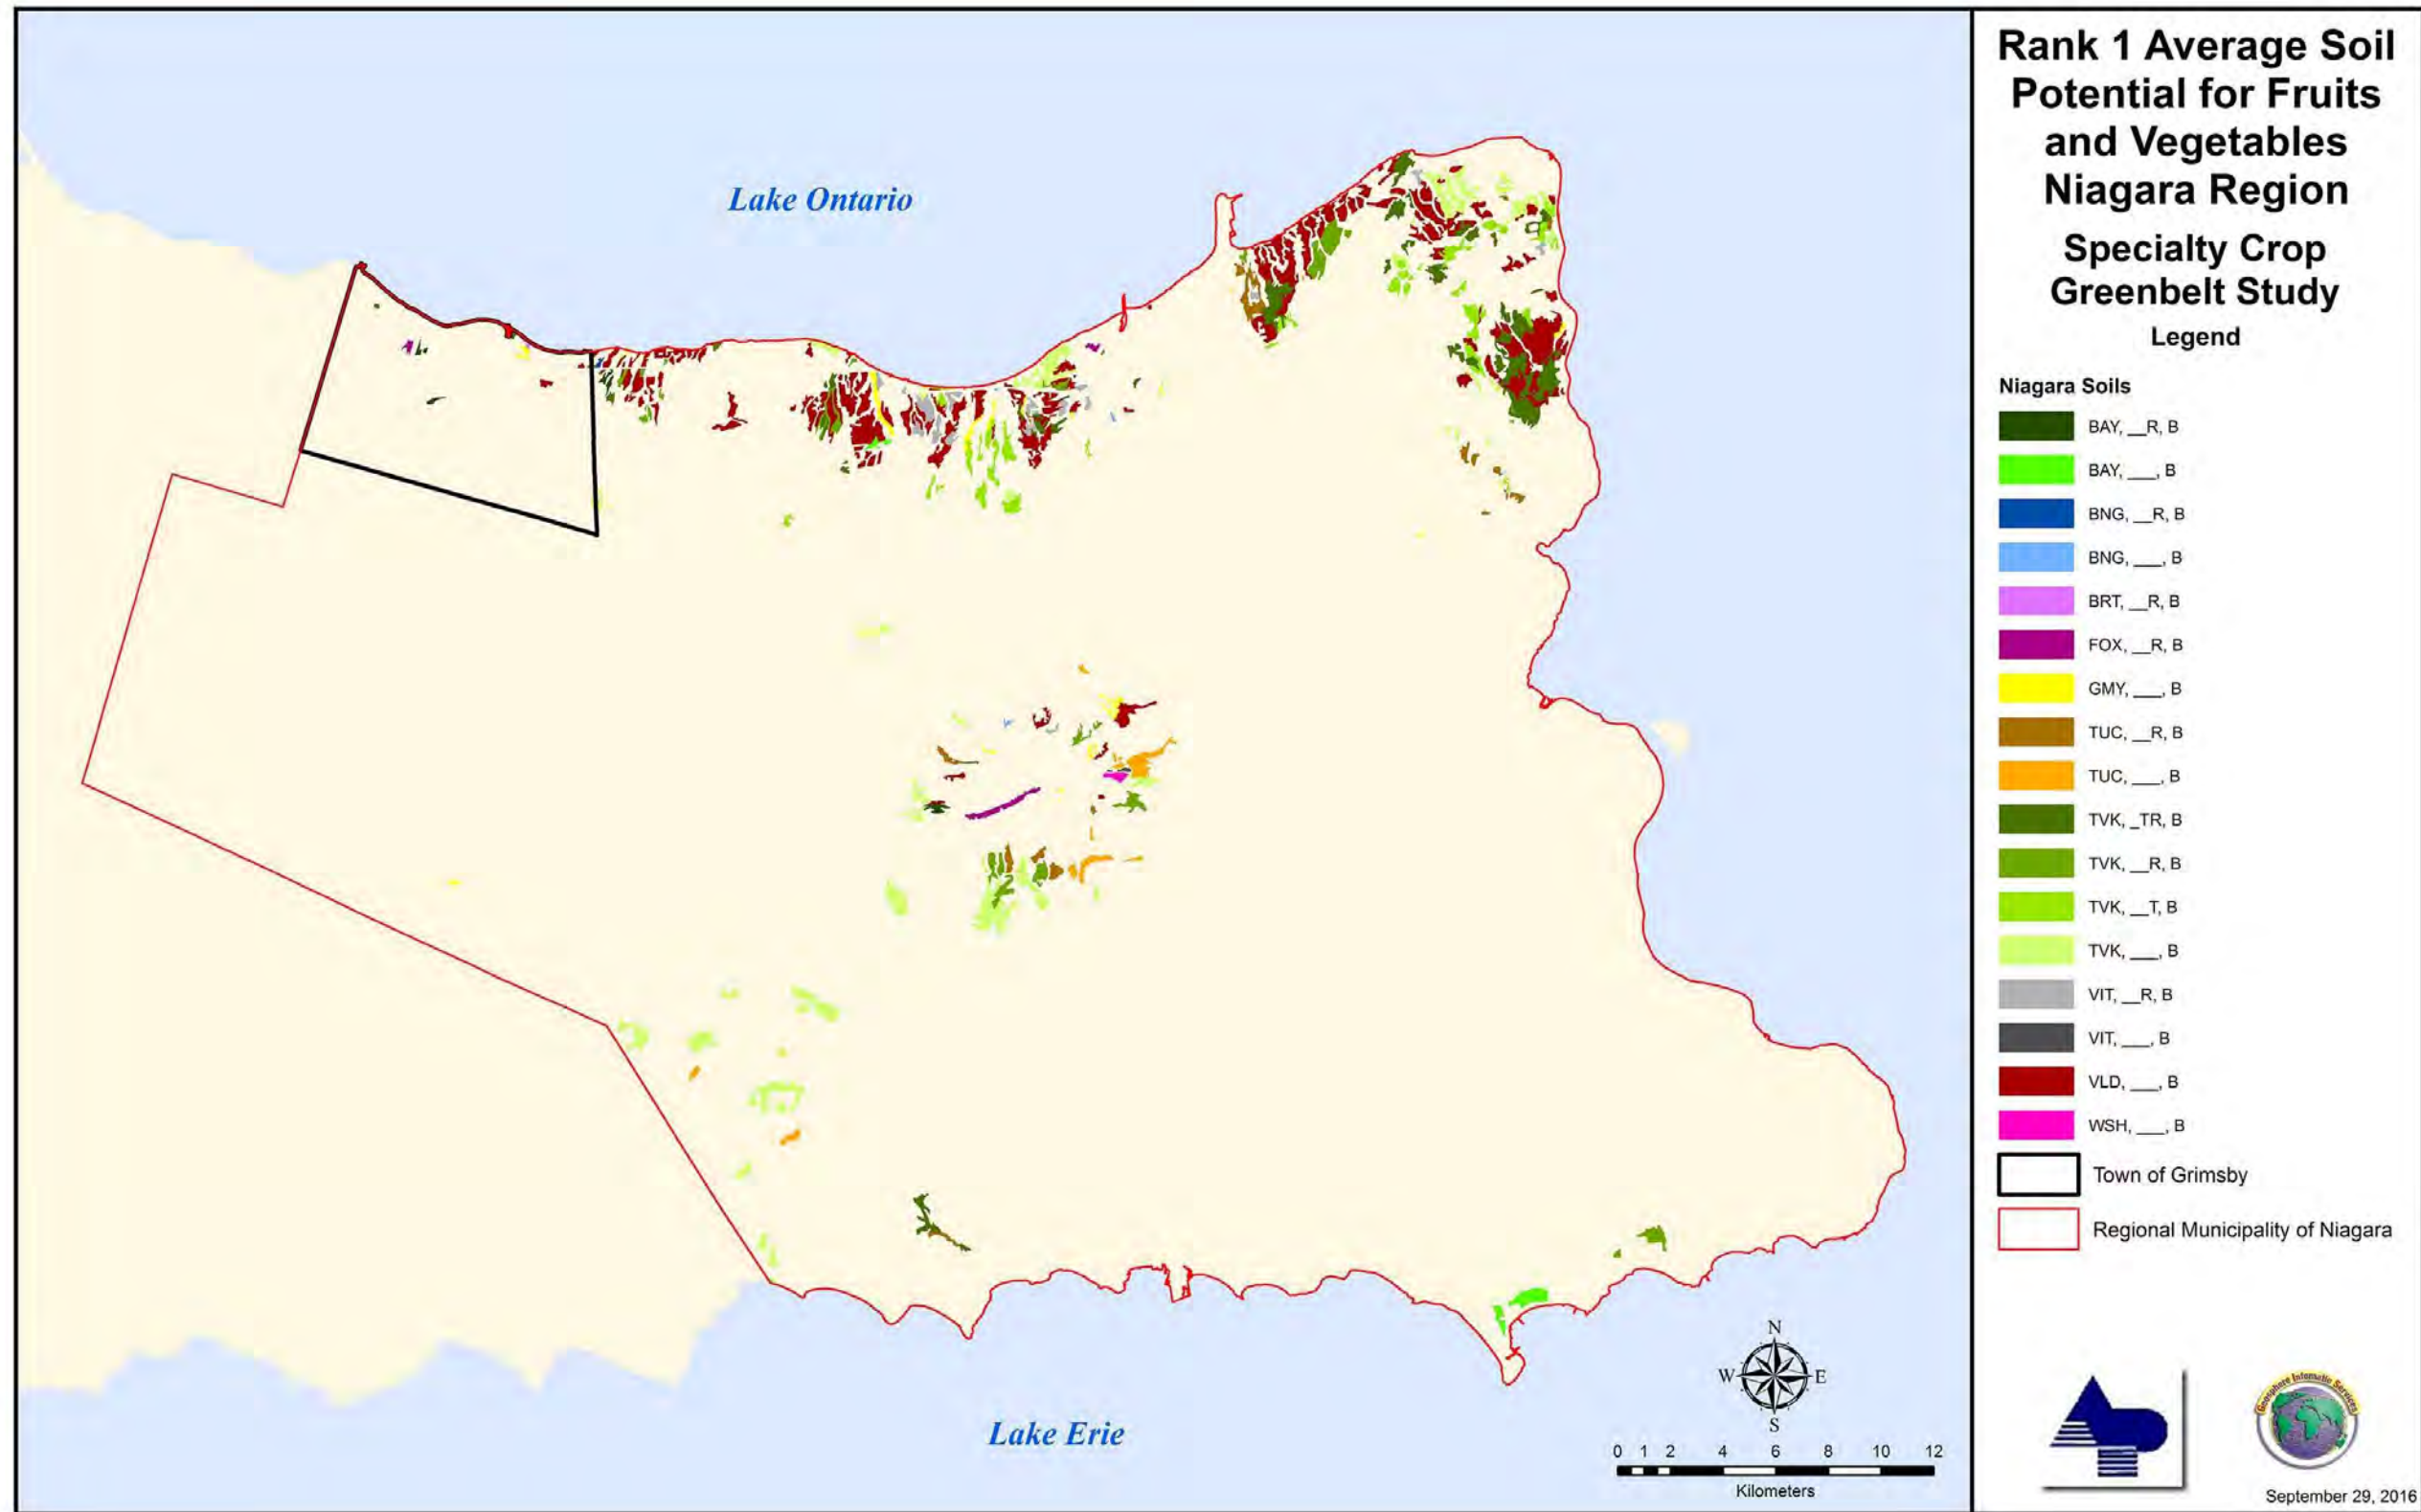 Rank 1 Average Soil
Potential for Fruits
and Vegetables
Niagara Region
Specialty Crop
Greenbelt Study
Legend
Niagara Soils
BAY, __R, B
BAY, ___, B
BNG, __R, B
BNG, ___, B
BRT, __R, B
FOX, __R, B
GMY, ___, B
TUC, __R, B
TUC, ___, B
TVK, _TR, B
TVK, __R, B
TVK, __T, B
TVK, ___, B
VIT, __R, B
VIT, ___, B
VLD, ___, B
WSH, ___, B
Town of Grimsby
Regional Municipality of Niagara
Geosphere Informatic Services
September 29, 2016
Lake Ontario
Lake Erie
N
W E
S
0 1 2 4 6 8 10 12
Kilometers